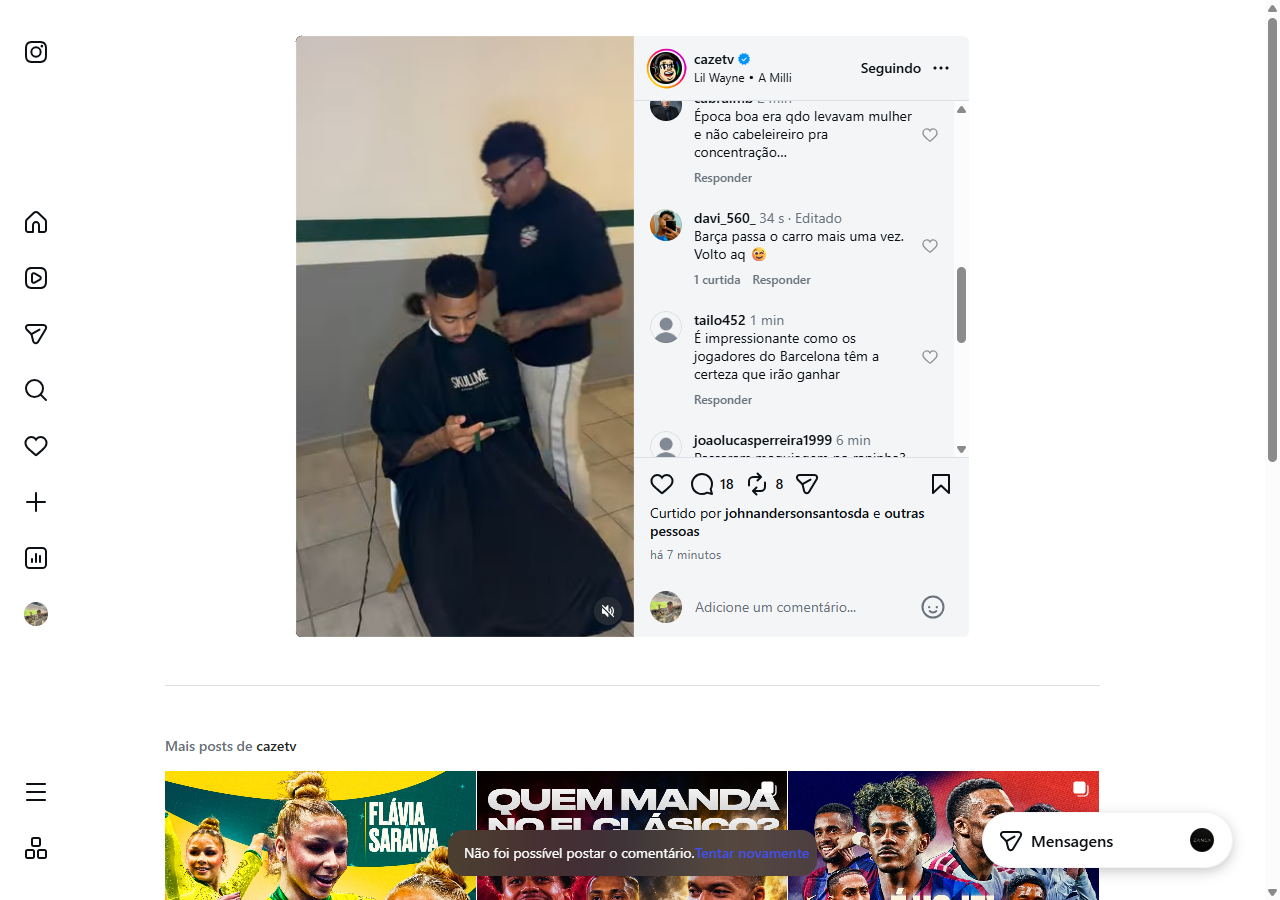 cazetv
Lil Wayne • A Milli
Seguindo
cabralmb 2 min
Época boa era qdo levavam mulher
e não cabeleireiro pra
concentração...
Responder
davi_560_ 34 s · Editado
Barça passa o carro mais uma vez.
Volto aq 😋
1 curtida Responder
tailo452 1 min
É impressionante como os
jogadores do Barcelona têm a
certeza que irão ganhar
Responder
joaolucasperreira1999 6 min
SKULLME
18
8
Curtido por johnandersonsantosda e outras
pessoas
há 7 minutos
Adicione um comentário...
Mais posts de cazetv
FLÁVIA
SARAIVA
QUEM MANDA
NO EL CLÁSICO?
Não foi possível postar o comentário. Tentar novamente
Mensagens